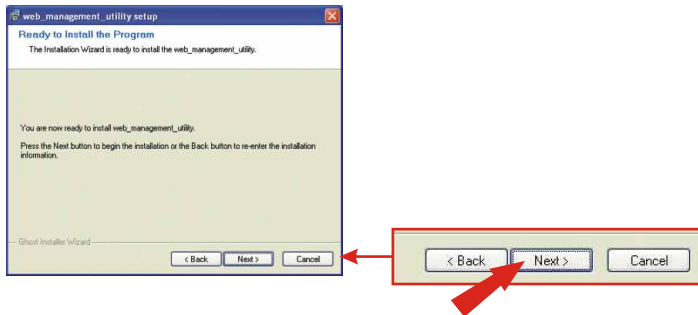 web_management_utility setup
Ready to Install the Program
The Installation Wizard is ready to install the web_management_utility.
You are now ready to install web_management_utility.
Press the Next button to begin the installation or the Back button to re-enter the installation
information.
Ghost Installer Wizard
< Back Next > Cancel
< Back Next > Cancel